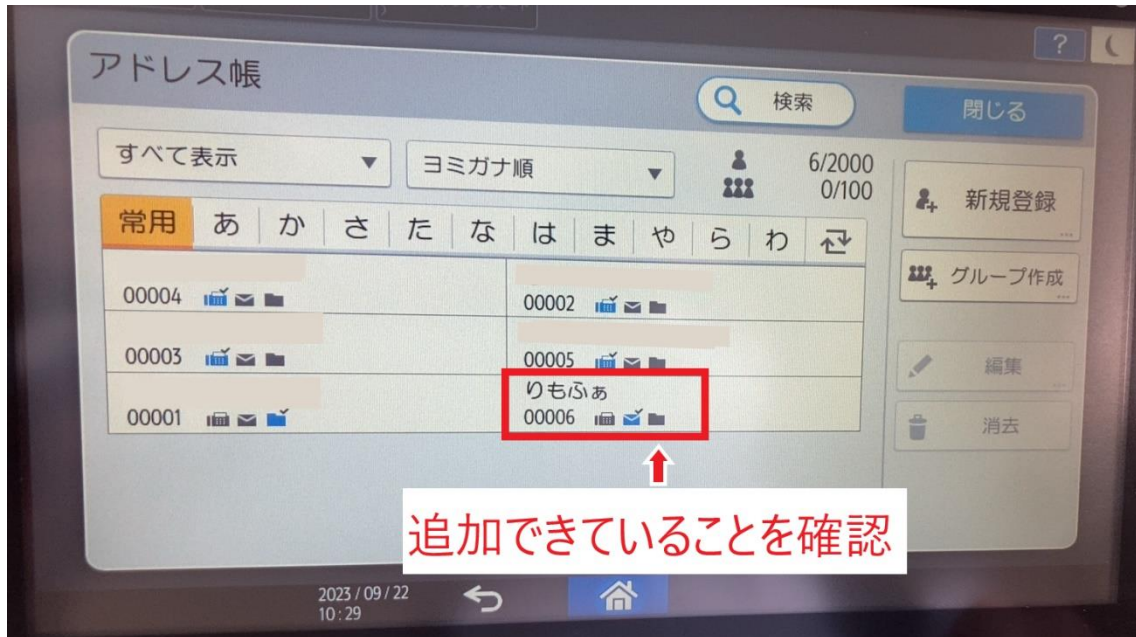 ?
アドレス帳
検索
閉じる
すべて表示
ヨミガナ順
6/2000
0/100
新規登録
常用 あ か さ た な は ま や ら わ
グループ作成
00004
00002
00003
00005
編集
りもふぁ
00001
00006
消去
追加できていることを確認
2023/09/22
10:29